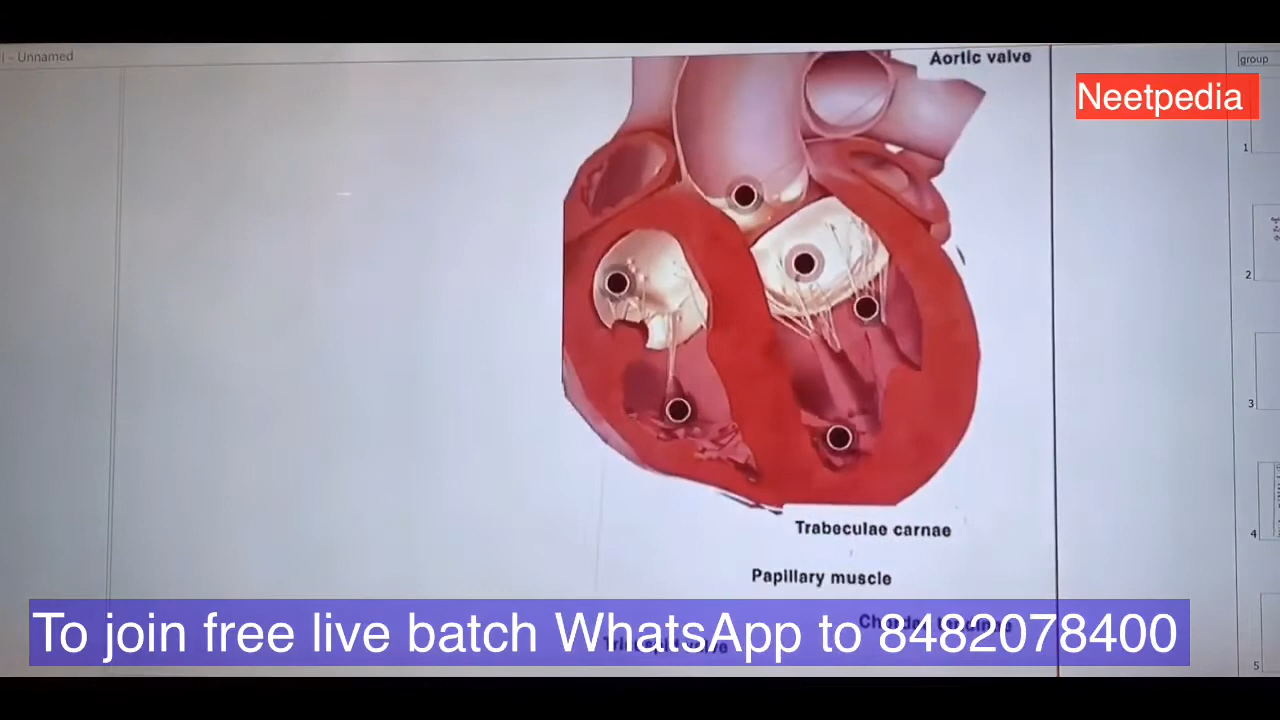 - Unnamed
Aortic valve
group
Neetpedia
1
2
3
Trabeculae carnae
4
Papillary muscle
To join free live batch WhatsApp to 8482078400
5